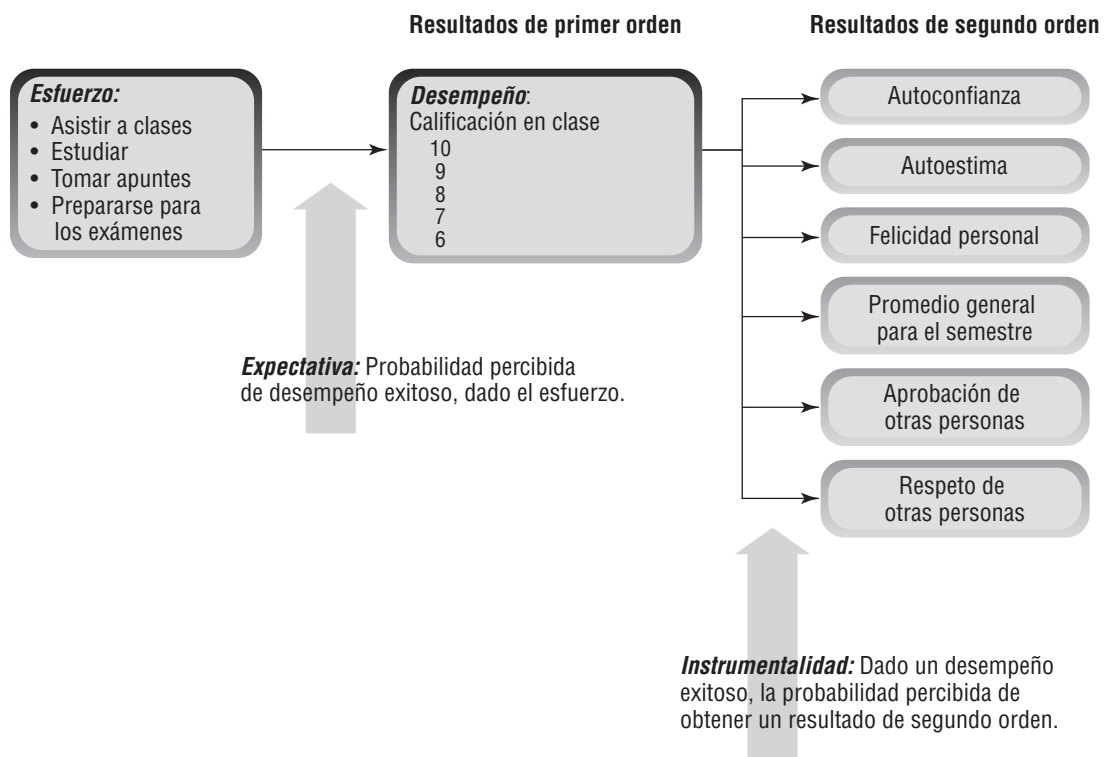 Resultados de primer orden
Resultados de segundo orden
Esfuerzo:
• Asistir a clases
• Estudiar
• Tomar apuntes
• Prepararse para
los exámenes
Desempeño:
Calificación en clase
10
9
8
7
6
Autoconfianza
Autoestima
Felicidad personal
Promedio general
para el semestre
Aprobación de
otras personas
Respeto de
otras personas
Expectativa: Probabilidad percibida
de desempeño exitoso, dado el esfuerzo.
Instrumentalidad: Dado un desempeño
exitoso, la probabilidad percibida de
obtener un resultado de segundo orden.